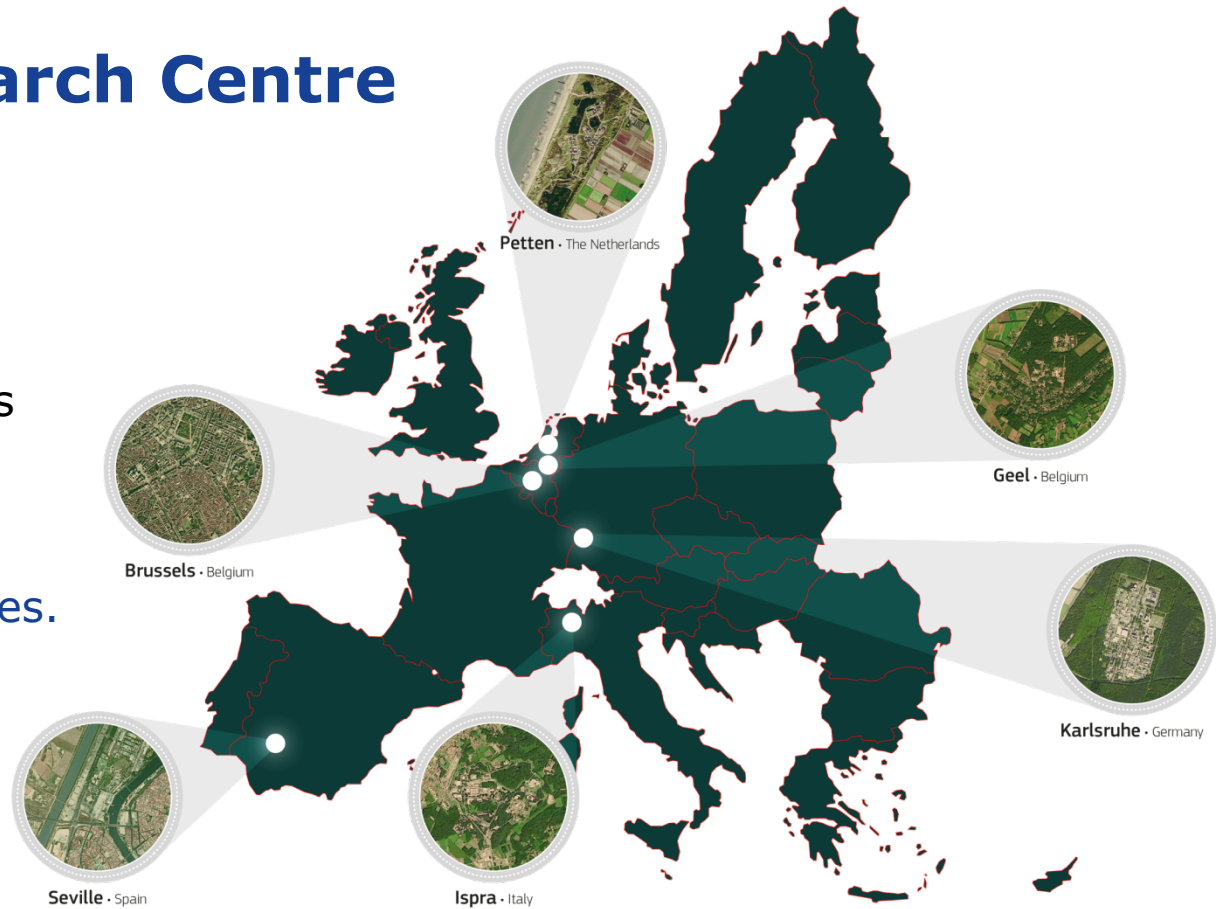 arch Centre
Petten · The Netherlands
s
Geel · Belgium
Brussels · Belgium
es.
Karlsruhe · Germany
Seville · Spain
Ispra · Italy